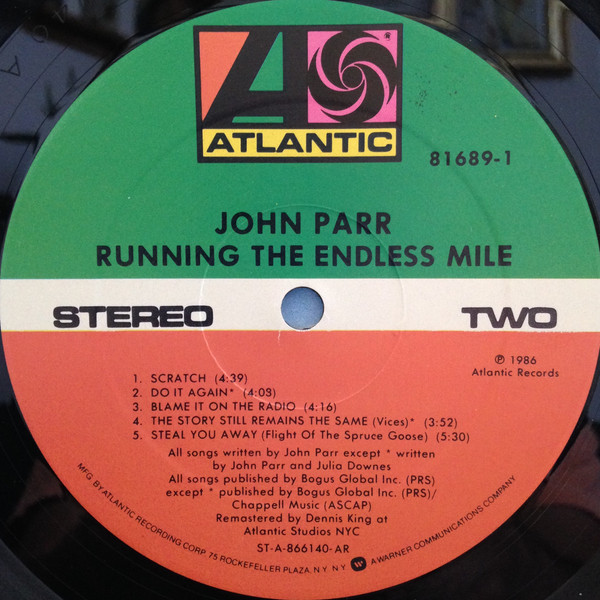 ®
ATLANTIC
81689-1
JOHN PARR
RUNNING THE ENDLESS MILE
STEREO
TWO
℗ 1986
Atlantic Records
1. SCRATCH (4:39)
2. DO IT AGAIN* (4:03)
3. BLAME IT ON THE RADIO (4:16)
4. THE STORY STILL REMAINS THE SAME (Vices)* (3:52)
5. STEAL YOU AWAY (Flight Of The Spruce Goose) (5:30)
All songs written by John Parr except * written
by John Parr and Julia Downes
All songs published by Bogus Global Inc. (PRS)
except * published by Bogus Global Inc. (PRS)/
Chappell Music (ASCAP)
Remastered by Dennis King at
Atlantic Studios NYC
ST-A-866140-AR
MFG. BY ATLANTIC RECORDING CORP. 75 ROCKEFELLER PLAZA, N.Y. N.Y. A WARNER COMMUNICATIONS COMPANY